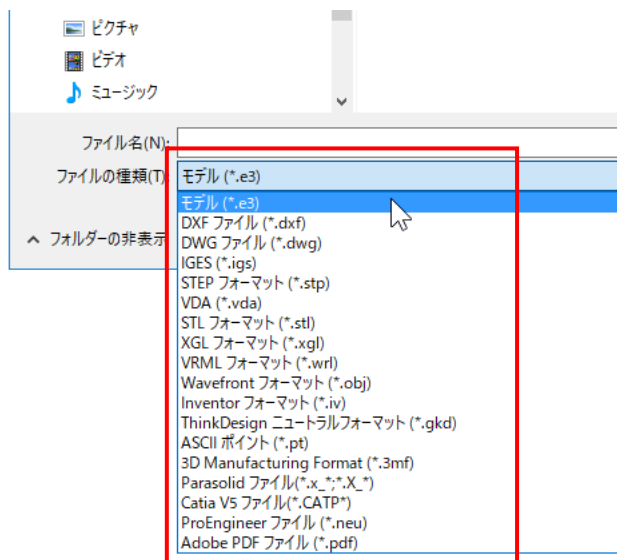 ピクチャ
ビデオ
ミュージック
ファイル名(N):
ファイルの種類(T): モデル (*.e3)
モデル (*.e3)
DXF ファイル (*.dxf)
DWG ファイル (*.dwg)
フォルダーの非表示
IGES (*.igs)
STEP フォーマット (*.stp)
VDA (*.vda)
STL フォーマット (*.stl)
XGL フォーマット (*.xgl)
VRML フォーマット (*.wrl)
Wavefront フォーマット (*.obj)
Inventor フォーマット (*.iv)
ThinkDesign ニュートラルフォーマット (*.gkd)
ASCII ポイント (*.pt)
3D Manufacturing Format (*.3mf)
Parasolid ファイル(*.x_*;*.X_*)
Catia V5 ファイル(*.CATP*)
ProEngineer ファイル (*.neu)
Adobe PDF ファイル (*.pdf)